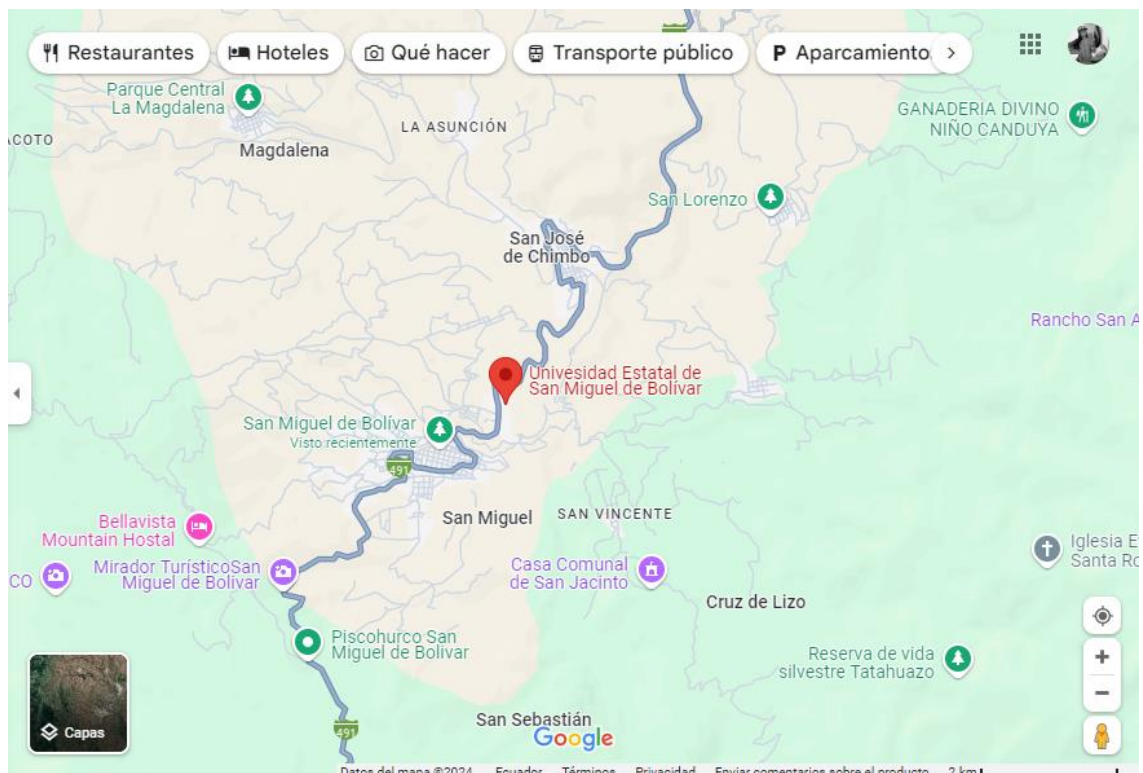 Restaurantes
Hoteles
Qué hacer
Transporte público
P Aparcamiento
Parque Central
La Magdalena
LA ASUNCIÓN
GANADERIA DIVINO
NIÑO CANDUYA
ACOTO
Magdalena
San Lorenzo
San José
de Chimbo
Rancho San A
Univesidad Estatal de
San Miguel de Bolívar
San Miguel de Bolívar
Visto recientemente
491
San Miguel
SAN VINCENTE
Bellavista
Mountain Hostal
CO
Mirador TurísticoSan
Miguel de Bolivar
Casa Comunal
de San Jacinto
Iglesia E
Santa Ro
Cruz de Lizo
Piscohurco San
Miguel de Bolivar
Reserva de vida
silvestre Tatahuazo
San Sebastián
491
Google
Capas
Datos del mapa ©2024 Ecuador Términos Privacidad Enviar comentarios sobre el producto 2 km